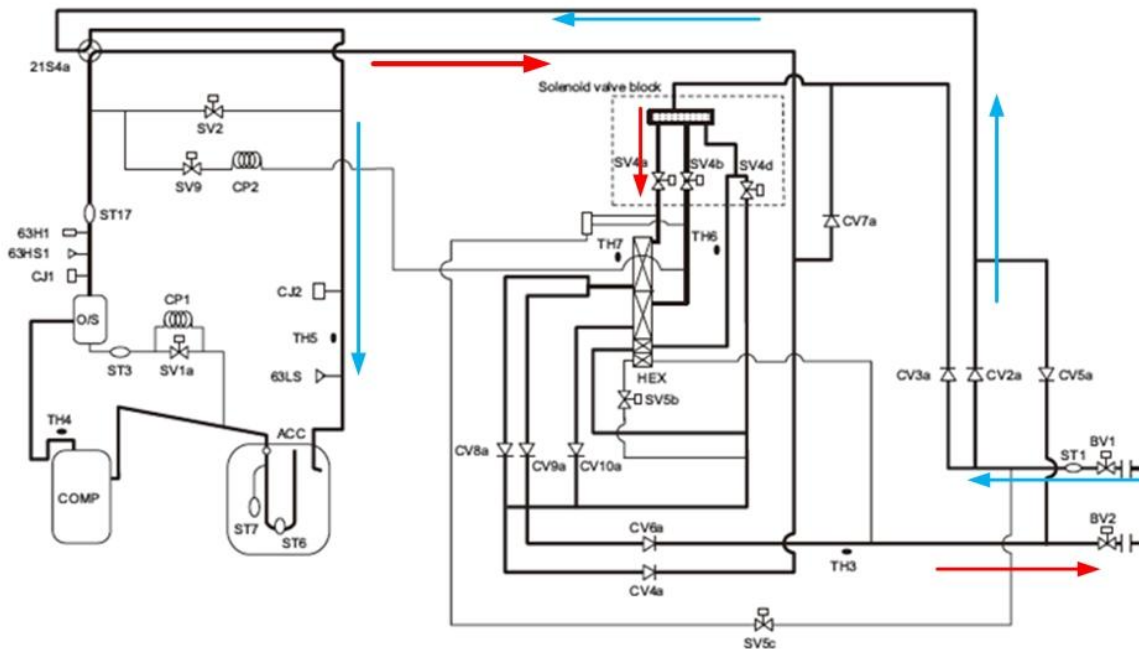 21S4a
Solenoid valve block
SV2
SV4a
SV4b
SV4d
SV9
CP2
ST17
CV7a
63H1
TH7
TH6
63HS1
CJ1
CJ2
CP1
O/S
TH5
ST3
SV1a
63LS
HEX
CV3a
CV2a
CV5a
SV5b
TH4
ACC
CV8a
CV9a
CV10a
ST1
BV1
COMP
ST7
ST6
CV6a
BV2
TH3
CV4a
SV5c